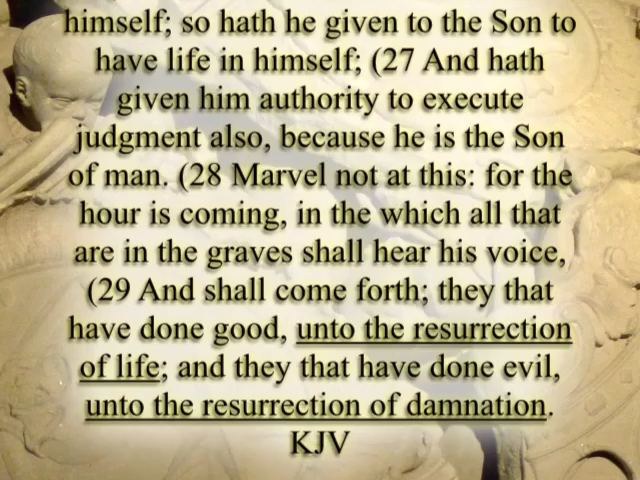 himself; so hath he given to the Son to
have life in himself; (27 And hath
given him authority to execute
judgment also, because he is the Son
of man. (28 Marvel not at this: for the
hour is coming, in the which all that
are in the graves shall hear his voice,
(29 And shall come forth; they that
have done good, unto the resurrection
of life; and they that have done evil,
unto the resurrection of damnation.
KJV